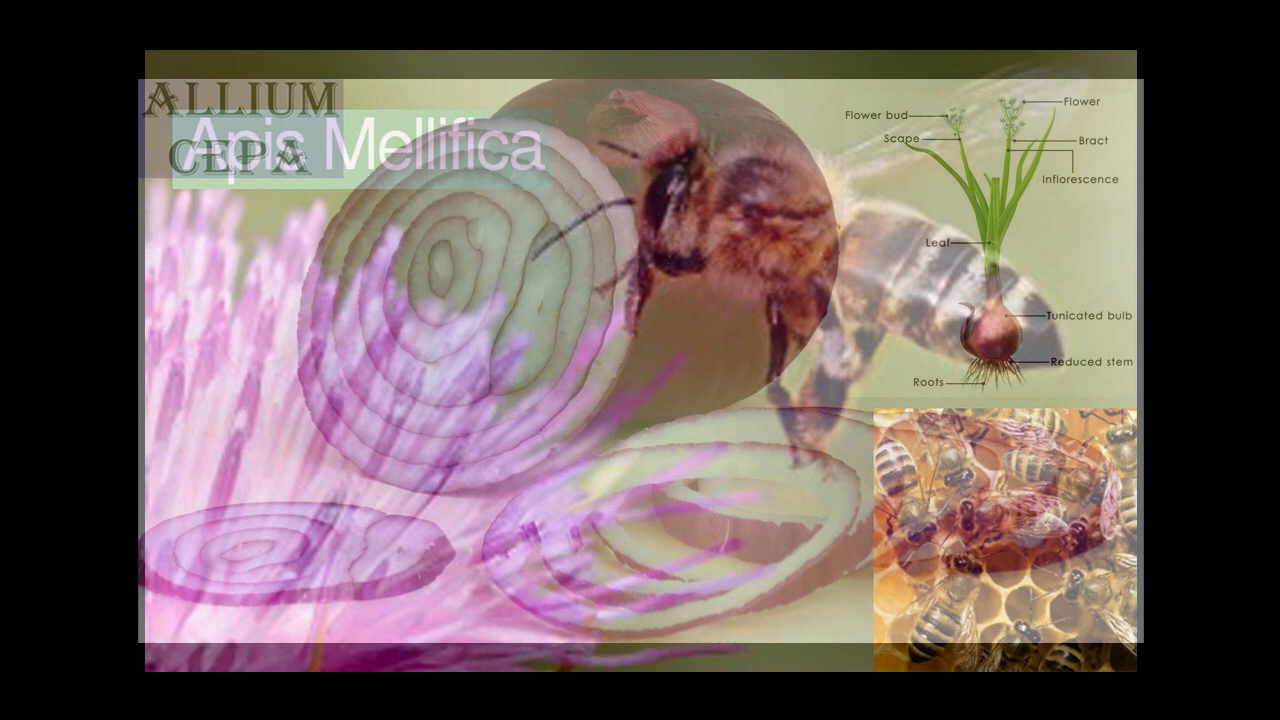 ALLIUM
CEPA
Apis Mellifica
Flower
Flower bud
Scape
Bract
Inflorescence
Leaf
Tunicated bulb
Reduced stem
Roots